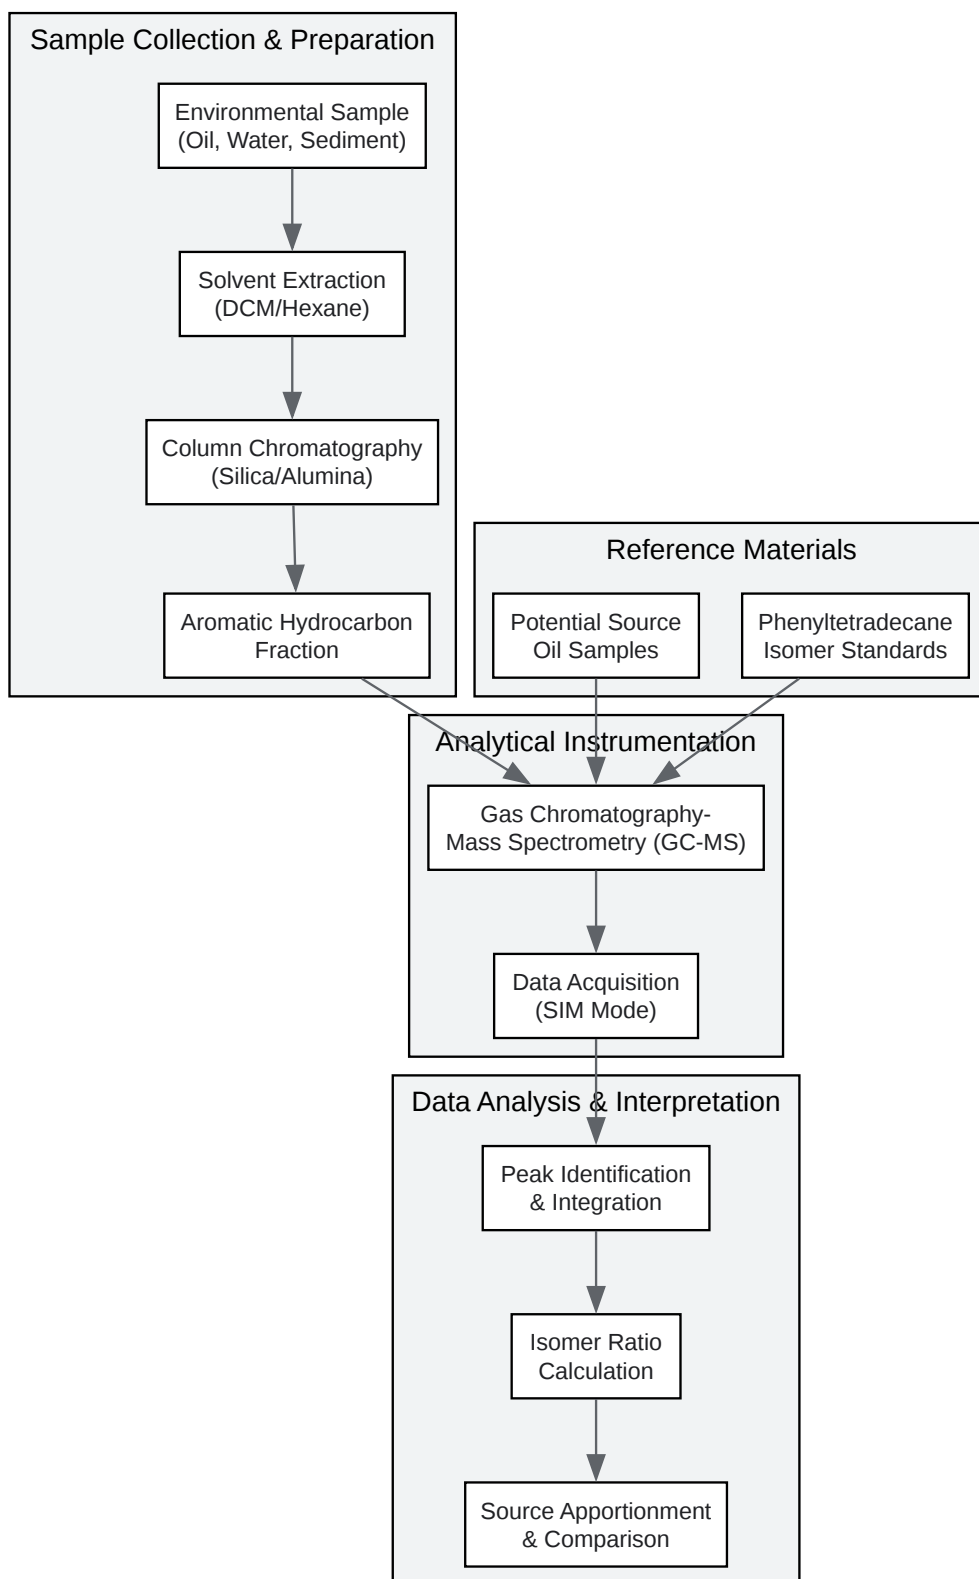 Sample Collection & Preparation
Environmental Sample
(Oil, Water, Sediment)
Solvent Extraction
(DCM/Hexane)
Column Chromatography
(Silica/Alumina)
Aromatic Hydrocarbon
Fraction
Reference Materials
Potential Source
Oil Samples
Phenyltetradecane
Isomer Standards
Analytical Instrumentation
Gas Chromatography-
Mass Spectrometry (GC-MS)
Data Acquisition
(SIM Mode)
Data Analysis & Interpretation
Peak Identification
& Integration
Isomer Ratio
Calculation
Source Apportionment
& Comparison